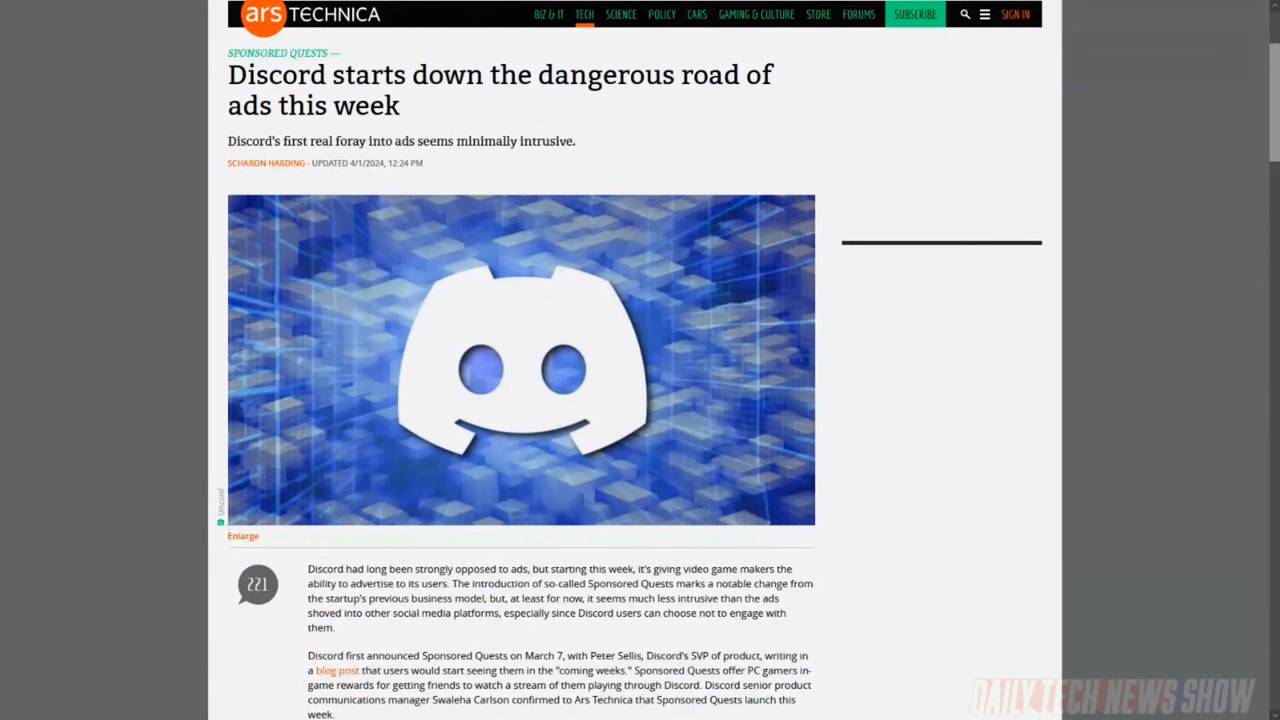 ars TECHNICA
BIZ & IT TECH SCIENCE POLICY CARS GAMING & CULTURE STORE FORUMS SUBSCRIBE SIGN IN
SPONSORED QUESTS —
Discord starts down the dangerous road of
ads this week
Discord's first real foray into ads seems minimally intrusive.
SCHARON HARDING - UPDATED 4/1/2024, 12:24 PM
Discord
Enlarge
221
Discord had long been strongly opposed to ads, but starting this week, it's giving video game makers the
ability to advertise to its users. The introduction of so-called Sponsored Quests marks a notable change from
the startup's previous business model, but, at least for now, it seems much less intrusive than the ads
shoved into other social media platforms, especially since Discord users can choose not to engage with
them.
Discord first announced Sponsored Quests on March 7, with Peter Sellis, Discord's SVP of product, writing in
a blog post that users would start seeing them in the "coming weeks." Sponsored Quests offer PC gamers in-
game rewards for getting friends to watch a stream of them playing through Discord. Discord senior product
communications manager Swaleha Carlson confirmed to Ars Technica that Sponsored Quests launch this
week.
DAILY TECH NEWS SHOW